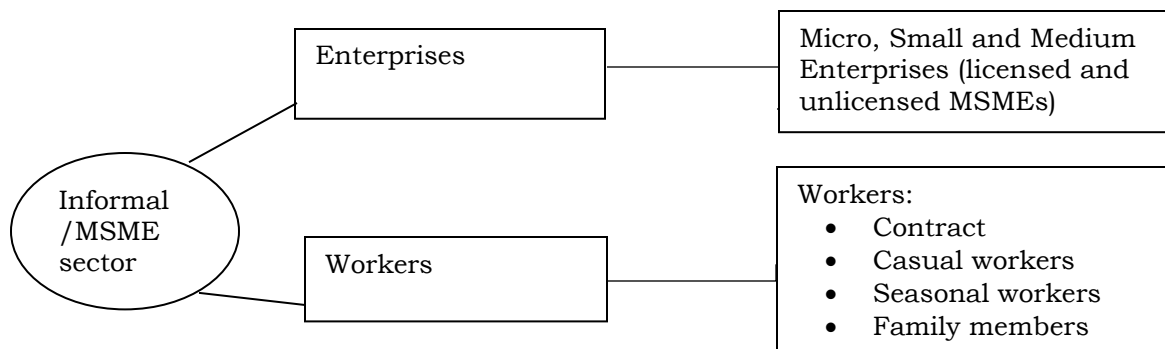 Informal
/MSME
sector
Enterprises
Micro, Small and Medium
Enterprises (licensed and
unlicensed MSMEs)
Workers
Workers:
• Contract
• Casual workers
• Seasonal workers
• Family members